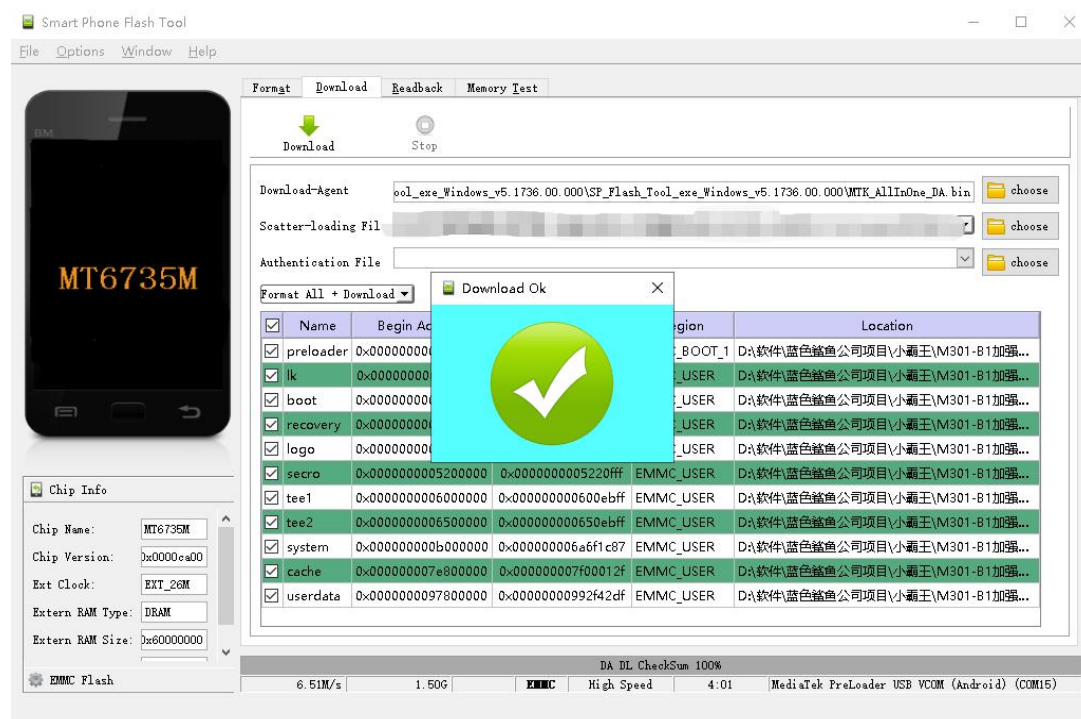 Smart Phone Flash Tool
File Options Window Help
Format Download Readback Memory Test
BM
Download Stop
Download-Agent ool_exe_Windows_v5.1736.00.000\SP_Flash_Tool_exe_Windows_v5.1736.00.000\MTK_AllInOne_DA.bin choose
Scatter-loading Fil choose
Authentication File choose
MT6735M
Format All + Download
Download Ok
Name Begin Ad egion Location
preloader 0x000000000 C_BOOT_1 D:\软件\蓝色鲨鱼公司项目\小霸王\M301-B1加强...
lk 0x00000000 C_USER D:\软件\蓝色鲨鱼公司项目\小霸王\M301-B1加强...
boot 0x00000000 C_USER D:\软件\蓝色鲨鱼公司项目\小霸王\M301-B1加强...
recovery 0x00000000 C_USER D:\软件\蓝色鲨鱼公司项目\小霸王\M301-B1加强...
logo 0x00000000 C_USER D:\软件\蓝色鲨鱼公司项目\小霸王\M301-B1加强...
secro 0x0000000005200000 0x0000000005220fff EMMC_USER D:\软件\蓝色鲨鱼公司项目\小霸王\M301-B1加强...
tee1 0x0000000006000000 0x000000000600ebff EMMC_USER D:\软件\蓝色鲨鱼公司项目\小霸王\M301-B1加强...
tee2 0x0000000006500000 0x000000000650ebff EMMC_USER D:\软件\蓝色鲨鱼公司项目\小霸王\M301-B1加强...
system 0x000000000b000000 0x000000006a6f1c87 EMMC_USER D:\软件\蓝色鲨鱼公司项目\小霸王\M301-B1加强...
cache 0x000000007e800000 0x000000007f00012f EMMC_USER D:\软件\蓝色鲨鱼公司项目\小霸王\M301-B1加强...
userdata 0x0000000097800000 0x00000000992f42df EMMC_USER D:\软件\蓝色鲨鱼公司项目\小霸王\M301-B1加强...
Chip Info
Chip Name: MT6735M
Chip Version: 0x0000ca00
Ext Clock: EXT_26M
Extern RAM Type: DRAM
Extern RAM Size: 0x60000000
EMMC Flash
DA DL CheckSum 100%
6.51M/s 1.50G EMMC High Speed 4:01 MediaTek PreLoader USB VCOM (Android) (COM15)